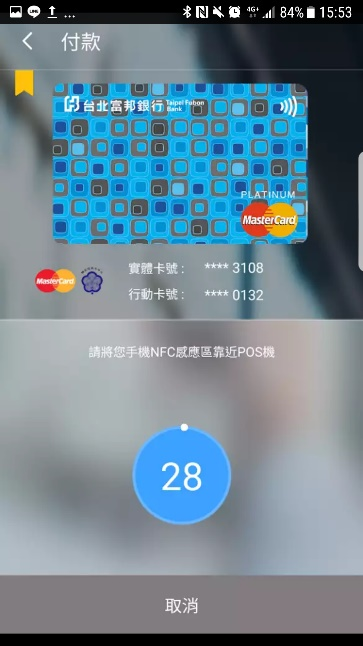 4G+ 84% 15:53
付款
台北富邦銀行 Taipei Fubon Bank
PLATINUM
MasterCard
MasterCard
實體卡號： **** 3108
行動卡號： **** 0132
請將您手機NFC感應區靠近POS機
28
取消